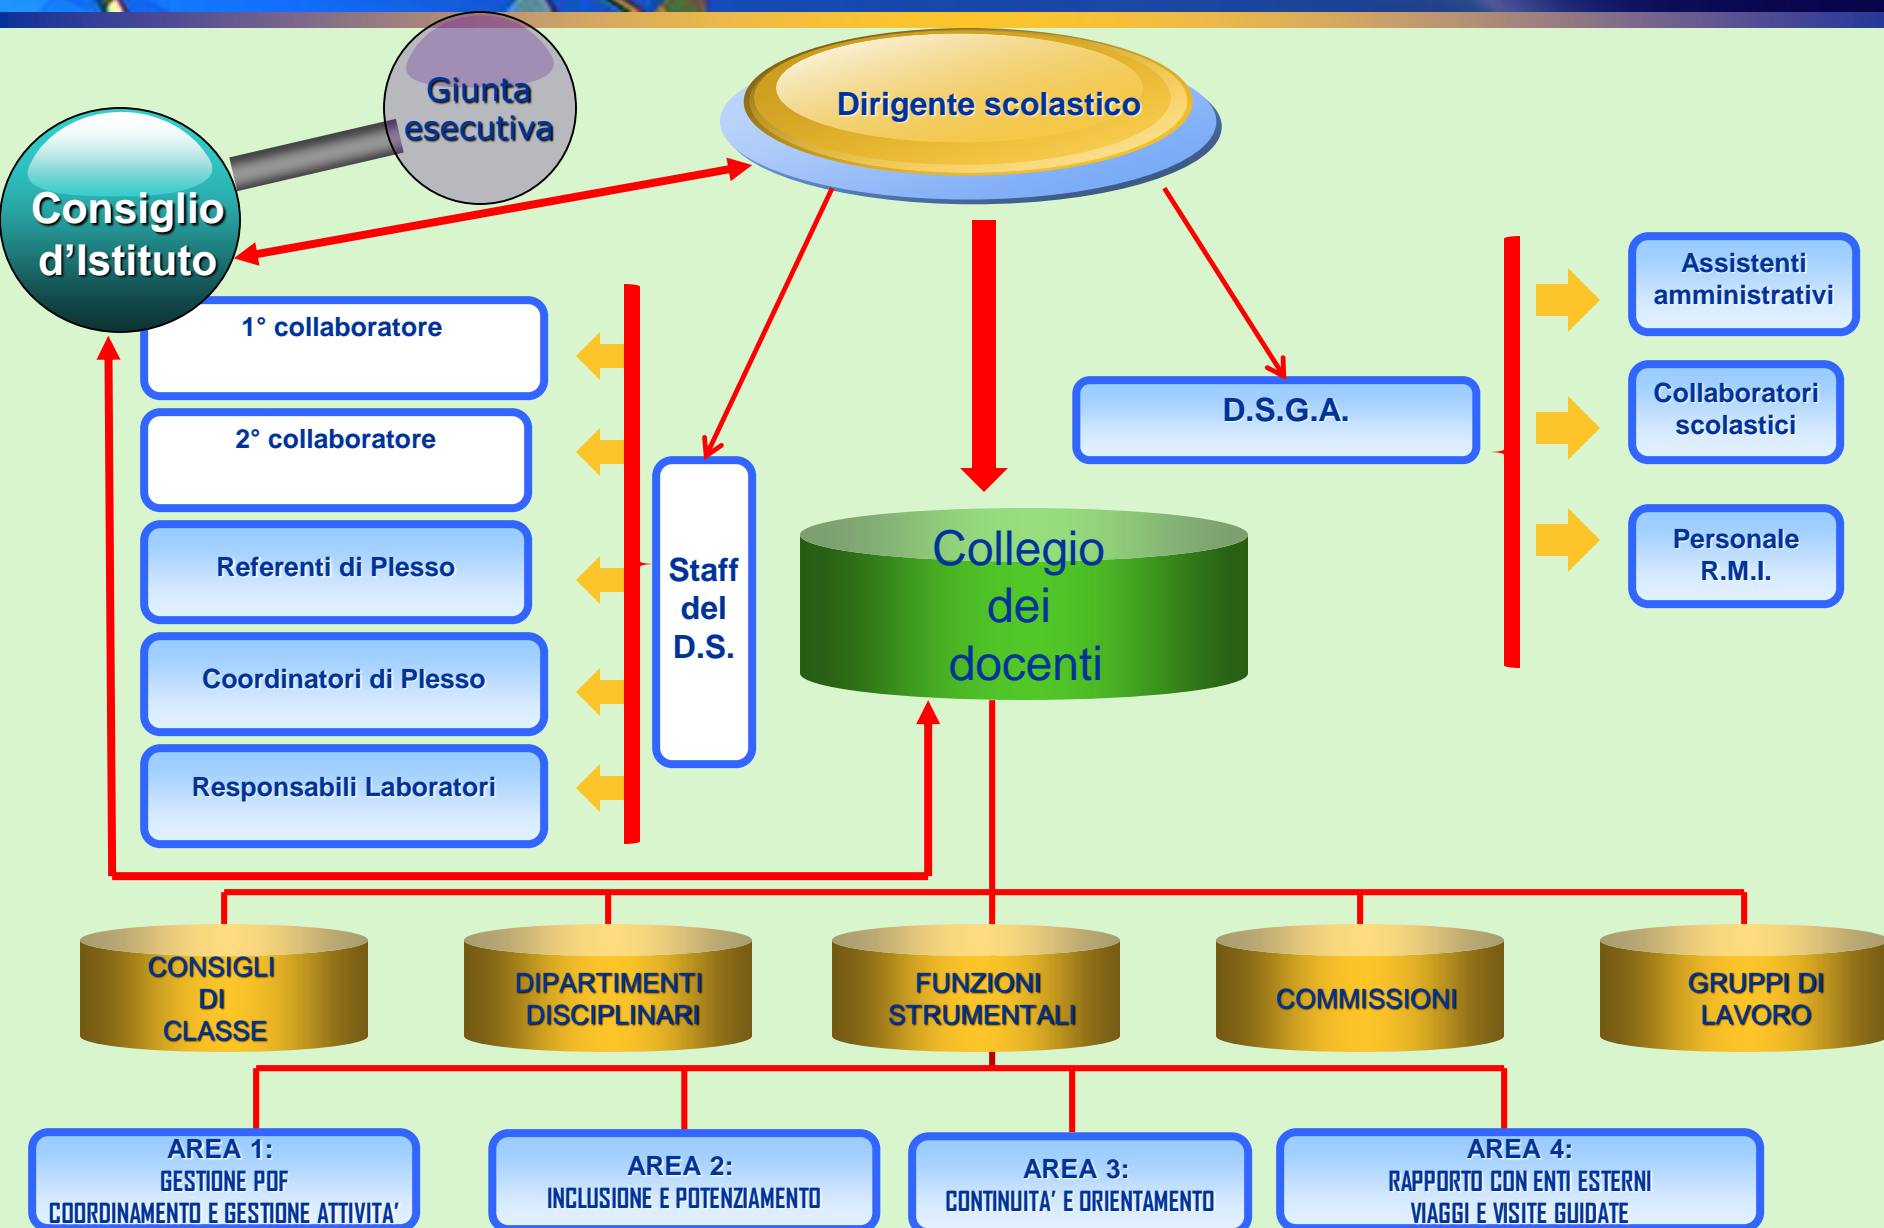 Giunta
esecutiva
Dirigente scolastico
Consiglio
d’Istituto
1° collaboratore
2° collaboratore
Referenti di Plesso
Coordinatori di Plesso
Responsabili Laboratori
Staff
del
D.S.
Collegio
dei
docenti
D.S.G.A.
Assistenti
amministrativi
Collaboratori
scolastici
Personale
R.M.I.
CONSIGLI
DI
CLASSE
DIPARTIMENTI
DISCIPLINARI
FUNZIONI
STRUMENTALI
COMMISSIONI
GRUPPI DI
LAVORO
AREA 1:
GESTIONE POF
COORDINAMENTO E GESTIONE ATTIVITA’
AREA 2:
INCLUSIONE E POTENZIAMENTO
AREA 3:
CONTINUITA’ E ORIENTAMENTO
AREA 4:
RAPPORTO CON ENTI ESTERNI
VIAGGI E VISITE GUIDATE